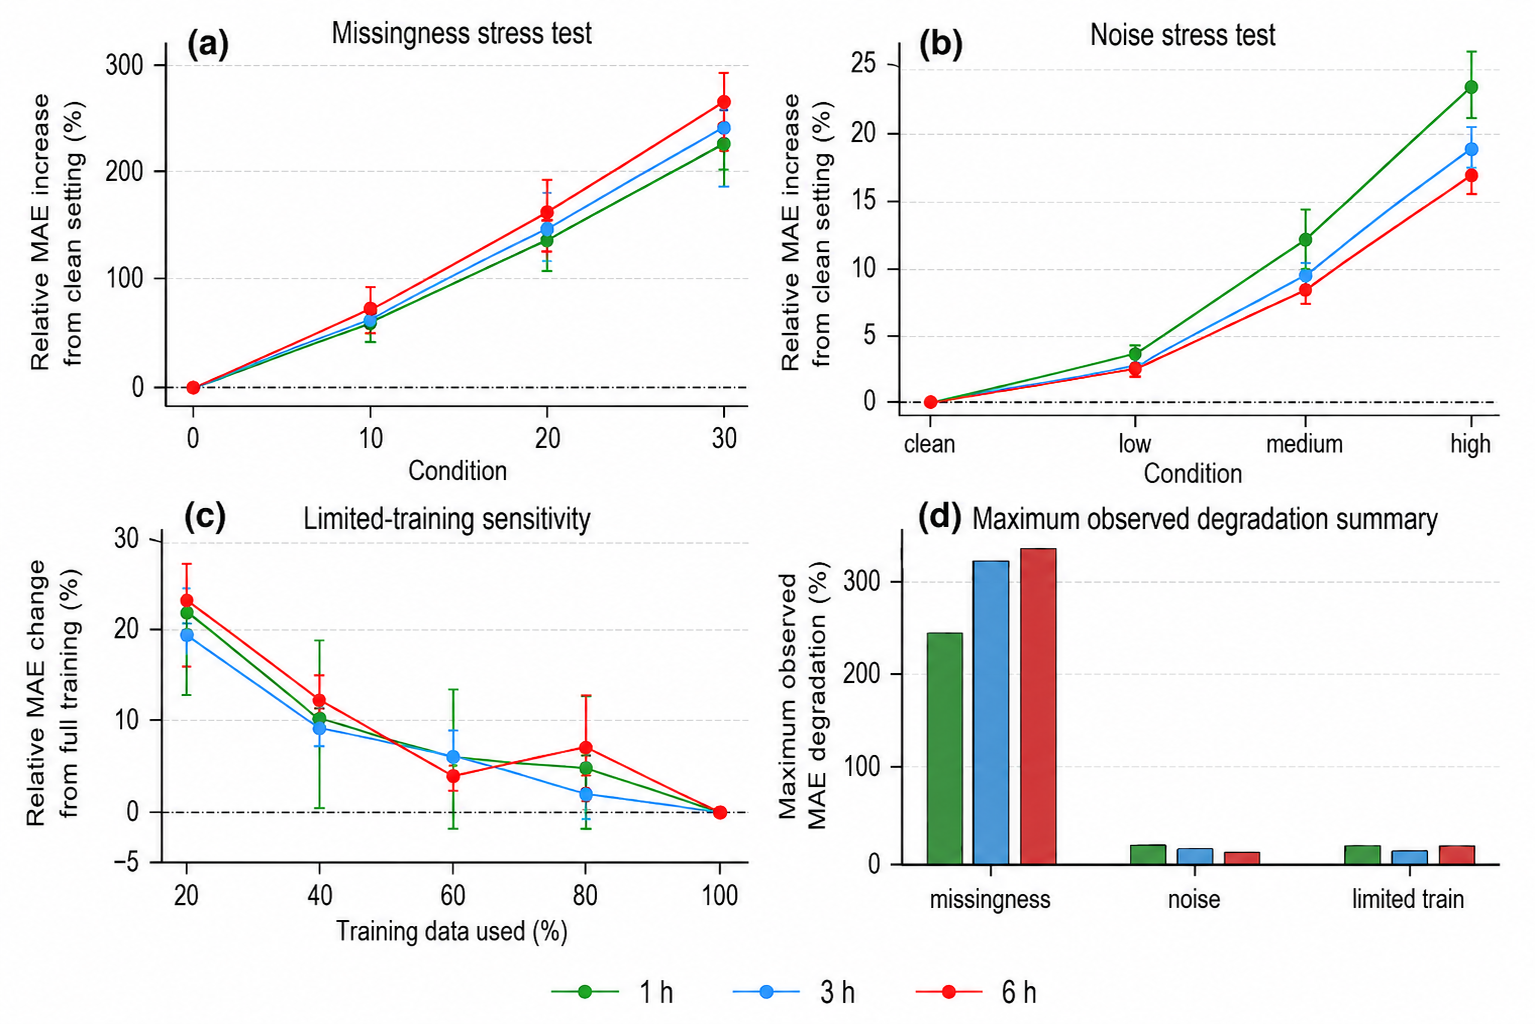 (a) Missingness stress test
Relative MAE increase
from clean setting (%)
300
200
100
0
0 10 20 30
Condition
(b) Noise stress test
Relative MAE increase
from clean setting (%)
25
20
15
10
5
0
clean low medium high
Condition
(c) Limited-training sensitivity
Relative MAE change
from full training (%)
30
20
10
0
−5
20 40 60 80 100
Training data used (%)
(d) Maximum observed degradation summary
Maximum observed
MAE degradation (%)
300
200
100
0
missingness noise limited train
1 h 3 h 6 h